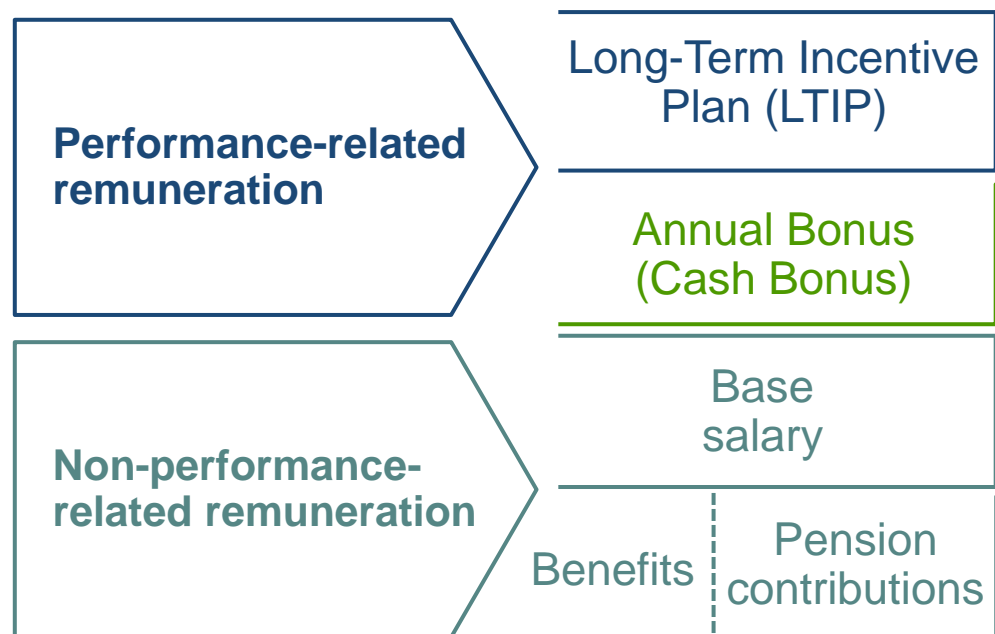 Performance-related
remuneration
Long-Term Incentive
Plan (LTIP)
Annual Bonus
(Cash Bonus)
Non-performance-
related remuneration
Base
salary
Benefits
Pension
contributions